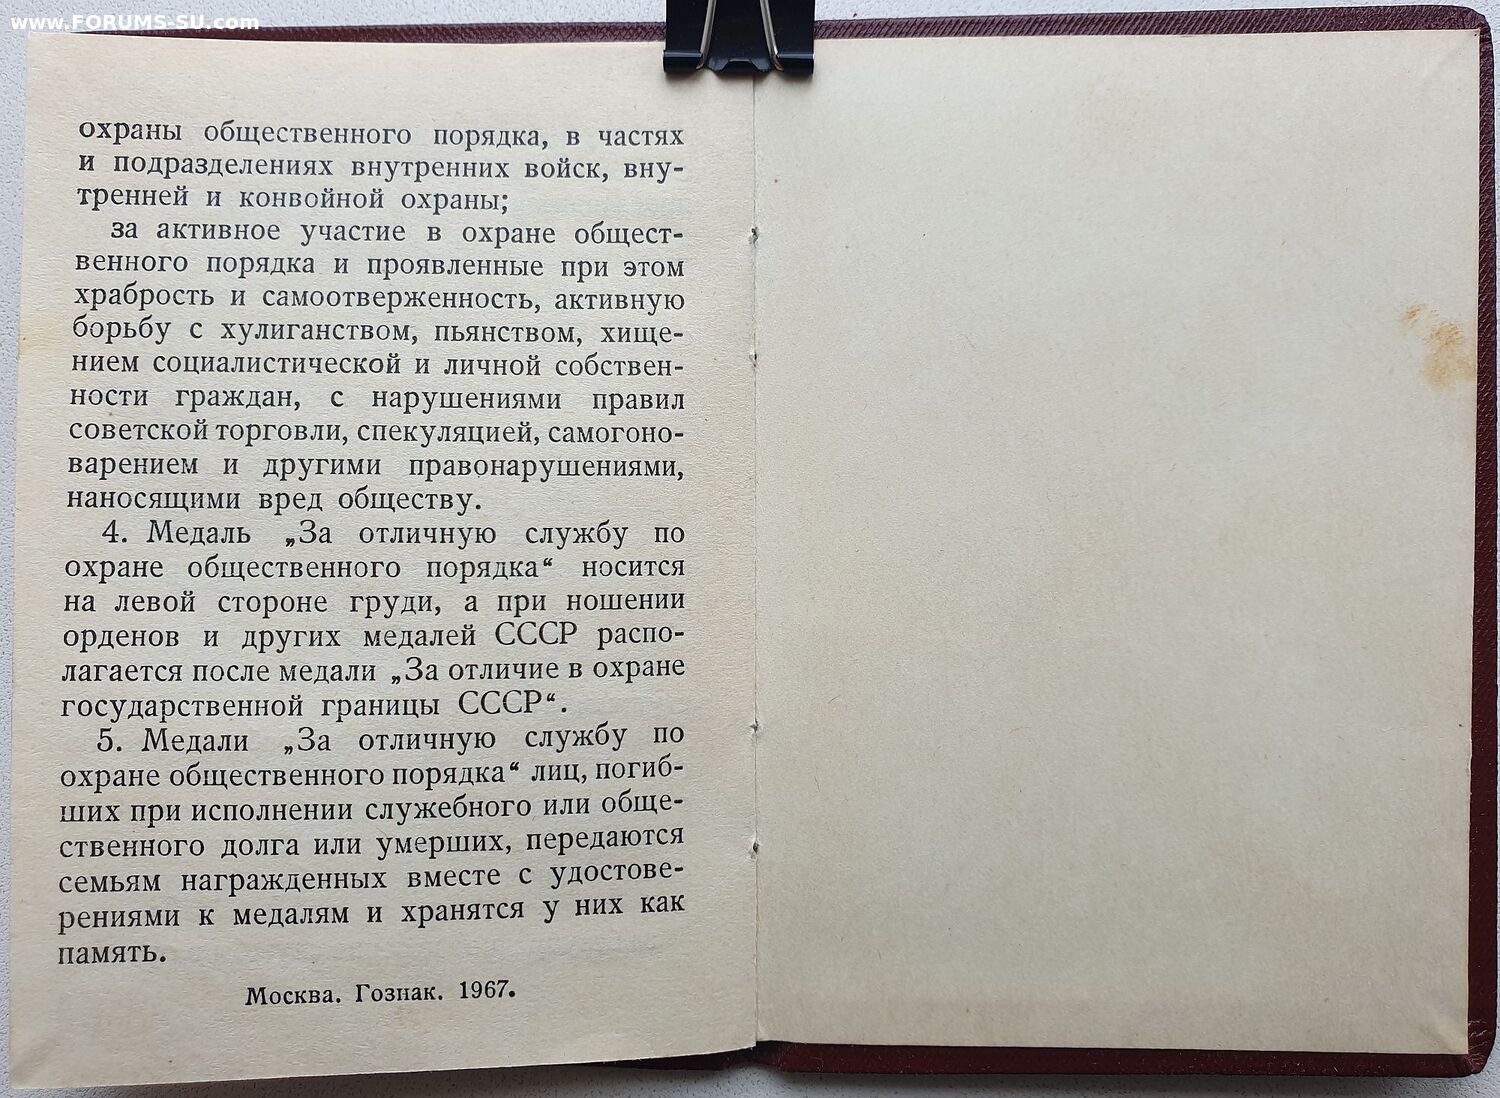 www.FORUMS-SU.com
охраны общественного порядка, в частях
и подразделениях внутренних войск, вну-
тренней и конвойной охраны;
за активное участие в охране общест-
венного порядка и проявленные при этом
храбрость и самоотверженность, активную
борьбу с хулиганством, пьянством, хище-
нием социалистической и личной собствен-
ности граждан, с нарушениями правил
советской торговли, спекуляцией, самогоно-
варением и другими правонарушениями,
наносящими вред обществу.
4. Медаль „За отличную службу по
охране общественного порядка“ носится
на левой стороне груди, а при ношении
орденов и других медалей СССР распо-
лагается после медали „За отличие в охране
государственной границы СССР“.
5. Медали „За отличную службу по
охране общественного порядка“ лиц, погиб-
ших при исполнении служебного или обще-
ственного долга или умерших, передаются
семьям награжденных вместе с удостове-
рениями к медалям и хранятся у них как
память.
Москва. Гознак. 1967.